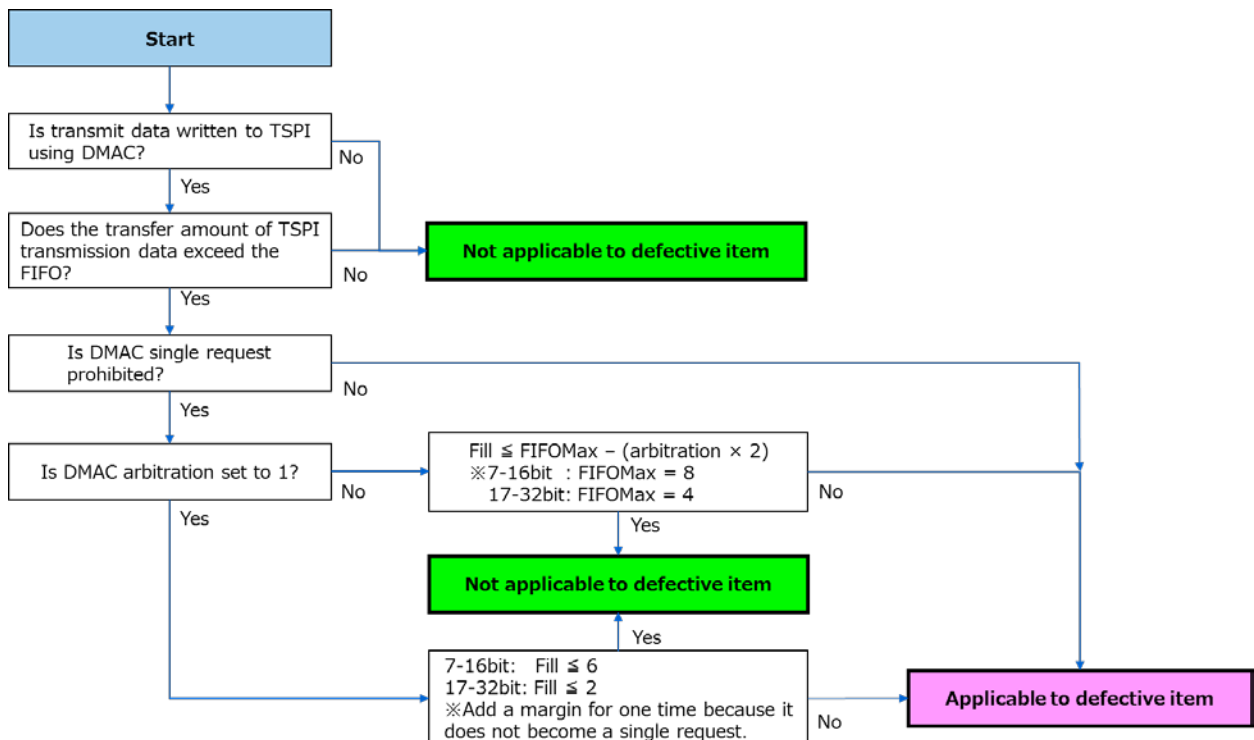 Start
Is transmit data written to TSPI
using DMAC?
No
Yes
Does the transfer amount of TSPI
transmission data exceed the
FIFO?
No
Not applicable to defective item
Yes
Is DMAC single request
prohibited?
No
Yes
Is DMAC arbitration set to 1?
No
Fill ≦ FIFOMax – (arbitration × 2)
※7-16bit : FIFOMax = 8
17-32bit: FIFOMax = 4
No
Yes
Yes
Not applicable to defective item
Yes
7-16bit: Fill ≦ 6
17-32bit: Fill ≦ 2
※Add a margin for one time because it
does not become a single request.
No
Applicable to defective item